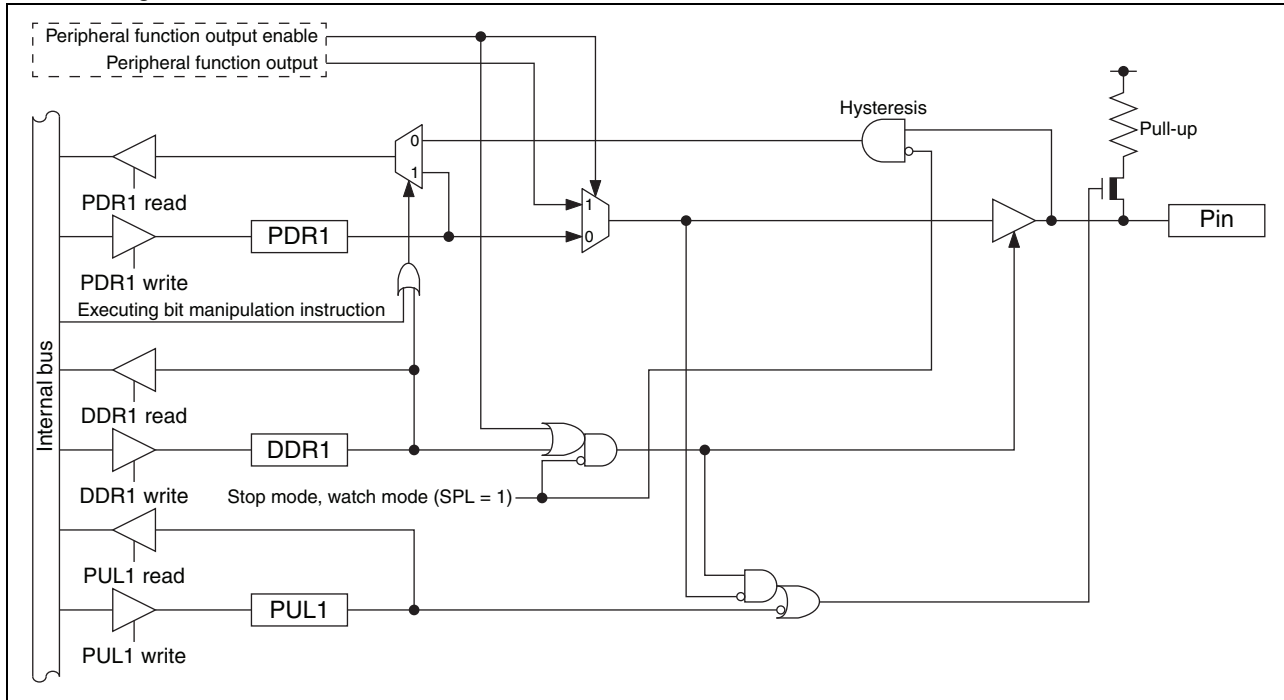 Peripheral function output enable
Peripheral function output
Hysteresis
Pull-up
0
1
PDR1 read
1
0
PDR1
Pin
PDR1 write
Executing bit manipulation instruction
Internal bus
DDR1 read
DDR1
DDR1 write
Stop mode, watch mode (SPL = 1)
PUL1 read
PUL1
PUL1 write